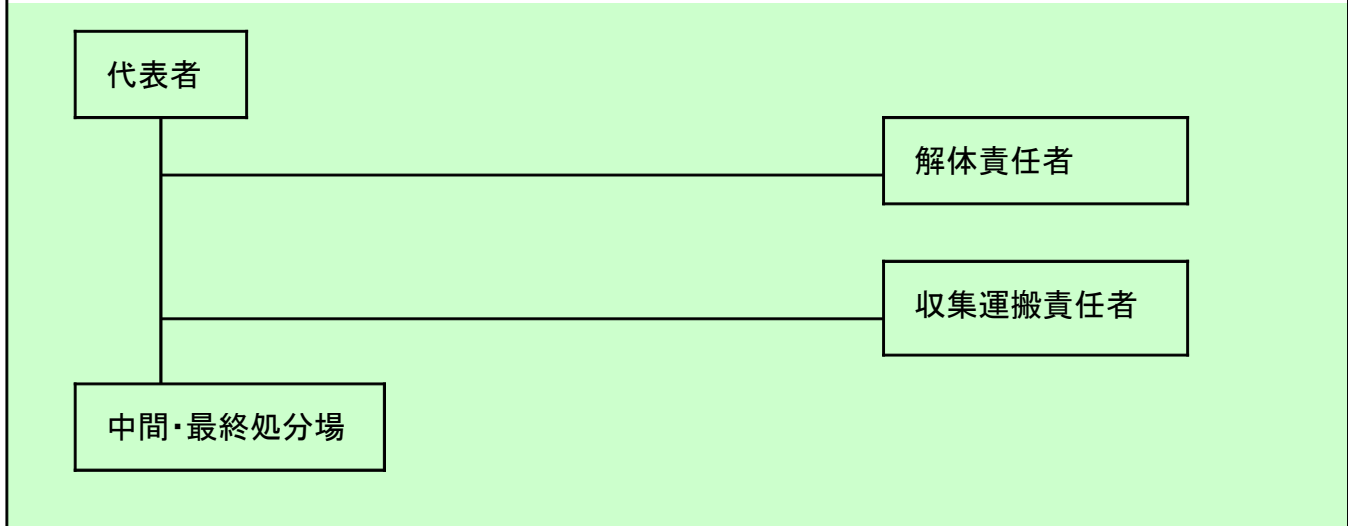 代表者
解体責任者
収集運搬責任者
中間・最終処分場